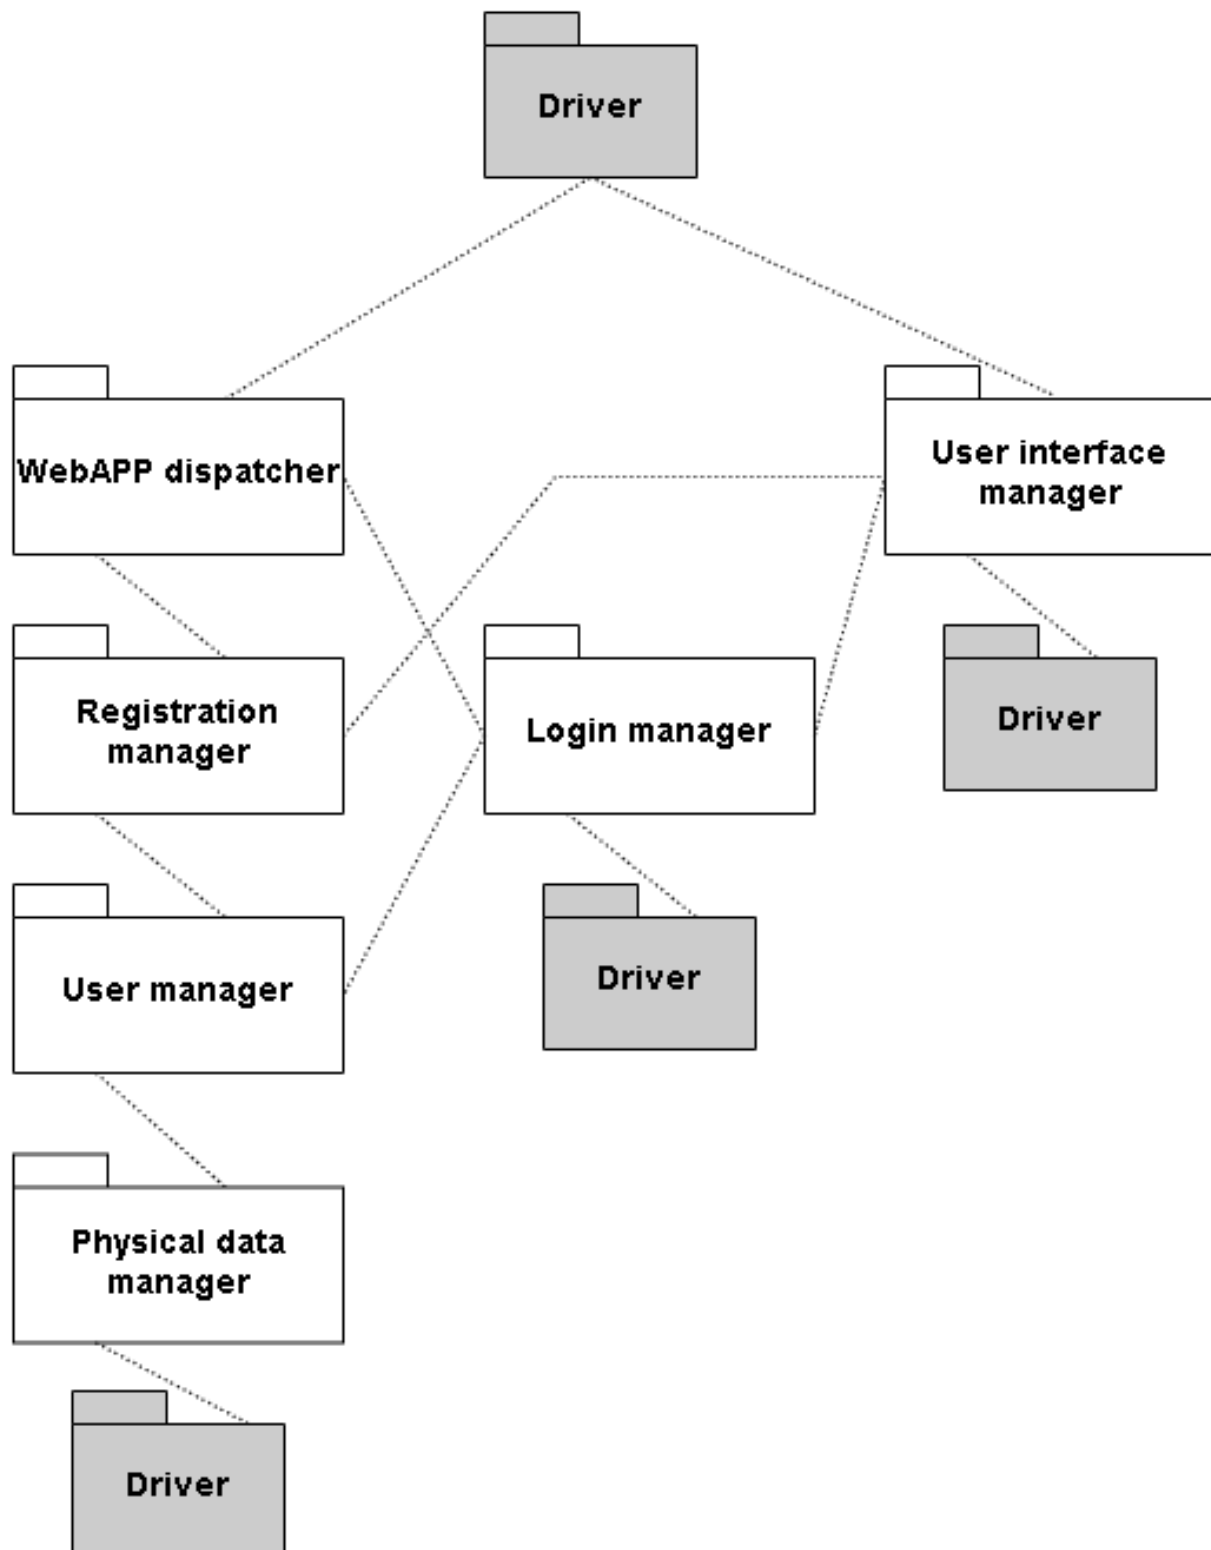 Driver
WebAPP dispatcher
User interface
manager
Registration
manager
Login manager
Driver
User manager
Driver
Physical data
manager
Driver